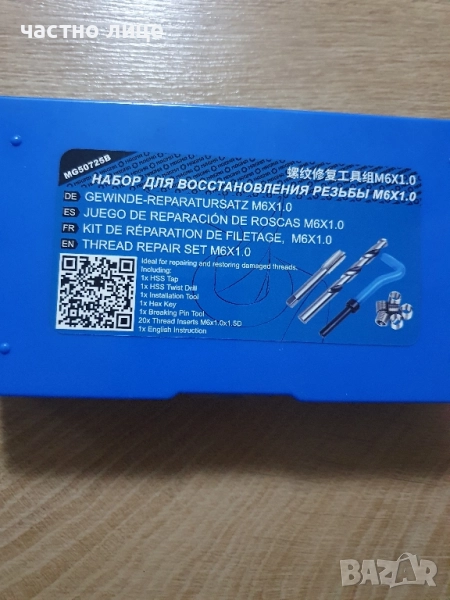 частно лице
MG50725B
螺纹修复工具组M6X1.0
НАБОР ДЛЯ ВОССТАНОВЛЕНИЯ РЕЗЬБЫ M6X1.0
DE GEWINDE-REPARATURSATZ M6X1.0
ES JUEGO DE REPARACIÓN DE ROSCAS M6X1.0
FR KIT DE RÉPARATION DE FILETAGE, M6X1.0
EN THREAD REPAIR SET M6X1.0
Ideal for repairing and restoring damaged threads.
Including:
1x HSS Tap
1x HSS Twist Drill
1x Installation Tool
1x Hex Key
1x Breaking Pin Tool
20x Thread Inserts M6x1.0x1.5D
1x English Instruction
BAZAR